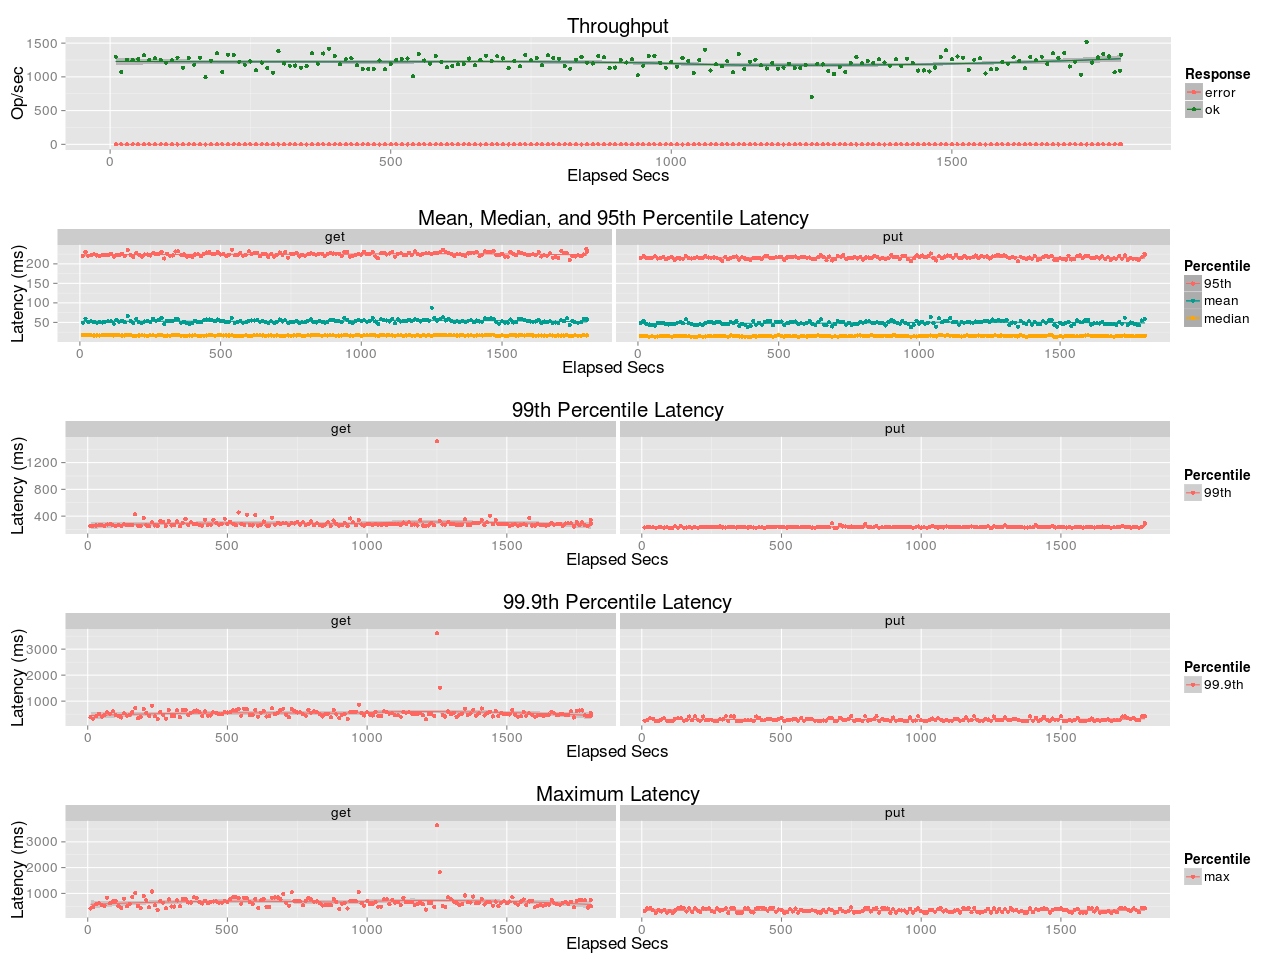 Throughput
Op/sec
1500
1000
500
0
0 500 1000 1500
Elapsed Secs
Response
error
ok
Mean, Median, and 95th Percentile Latency
get put
Latency (ms)
200
150
100
50
0 500 1000 1500 0 500 1000 1500
Elapsed Secs
Percentile
95th
mean
median
99th Percentile Latency
get put
Latency (ms)
1200
800
400
0 500 1000 1500 0 500 1000 1500
Elapsed Secs
Percentile
99th
99.9th Percentile Latency
get put
Latency (ms)
3000
2000
1000
0 500 1000 1500 0 500 1000 1500
Elapsed Secs
Percentile
99.9th
Maximum Latency
get put
Latency (ms)
3000
2000
1000
0 500 1000 1500 0 500 1000 1500
Elapsed Secs
Percentile
max